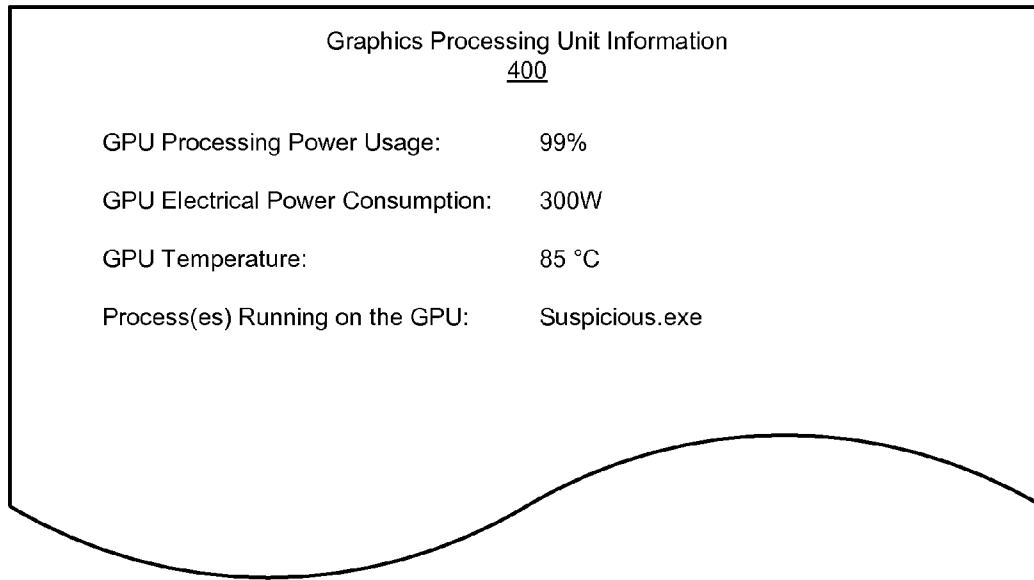 Graphics Processing Unit Information
400
GPU Processing Power Usage: 99%
GPU Electrical Power Consumption: 300W
GPU Temperature: 85 °C
Process(es) Running on the GPU: Suspicious.exe